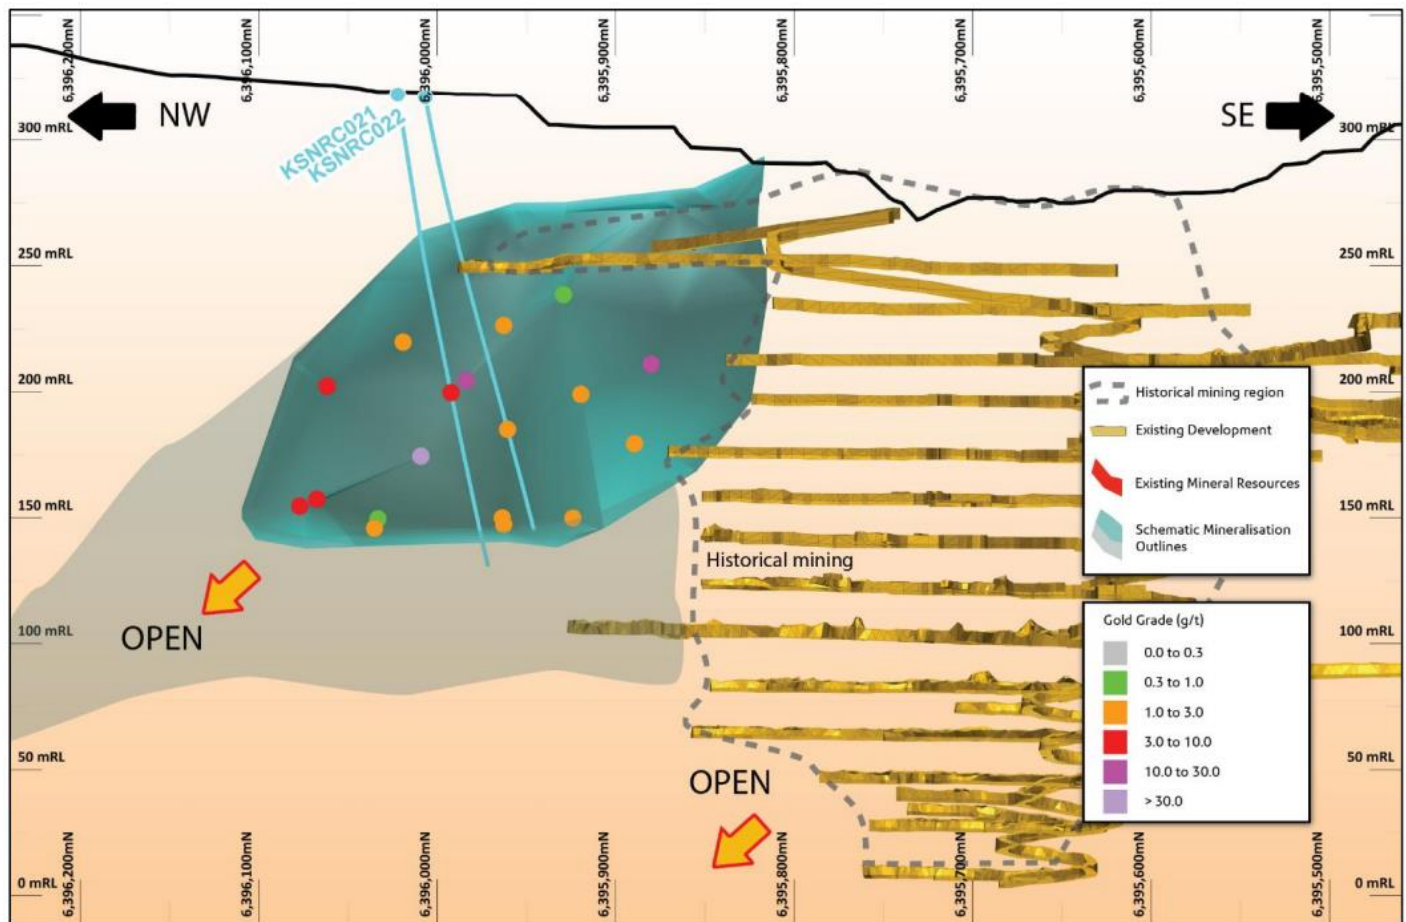 6,396,200mN
6,396,100mN
6,396,000mN
6,395,900mN
6,395,800mN
6,395,700mN
6,395,600mN
6,395,500mN
NW
SE
300 mRL
300 mRL
KSNRC021
KSNRC022
250 mRL
250 mRL
200 mRL
200 mRL
Historical mining region
Existing Development
Existing Mineral Resources
Schematic Mineralisation
Outlines
150 mRL
150 mRL
Historical mining
OPEN
100 mRL
100 mRL
Gold Grade (g/t)
0.0 to 0.3
0.3 to 1.0
1.0 to 3.0
3.0 to 10.0
10.0 to 30.0
> 30.0
50 mRL
50 mRL
OPEN
0 mRL
0 mRL
6,396,200mN
6,396,100mN
6,396,000mN
6,395,900mN
6,395,800mN
6,395,700mN
6,395,600mN
6,395,500mN